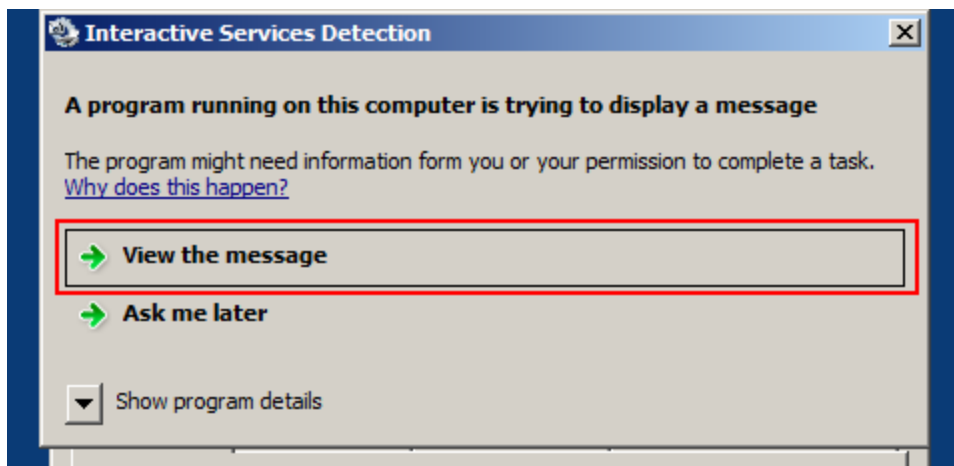 Interactive Services Detection
A program running on this computer is trying to display a message
The program might need information form you or your permission to complete a task.
Why does this happen?
View the message
Ask me later
Show program details